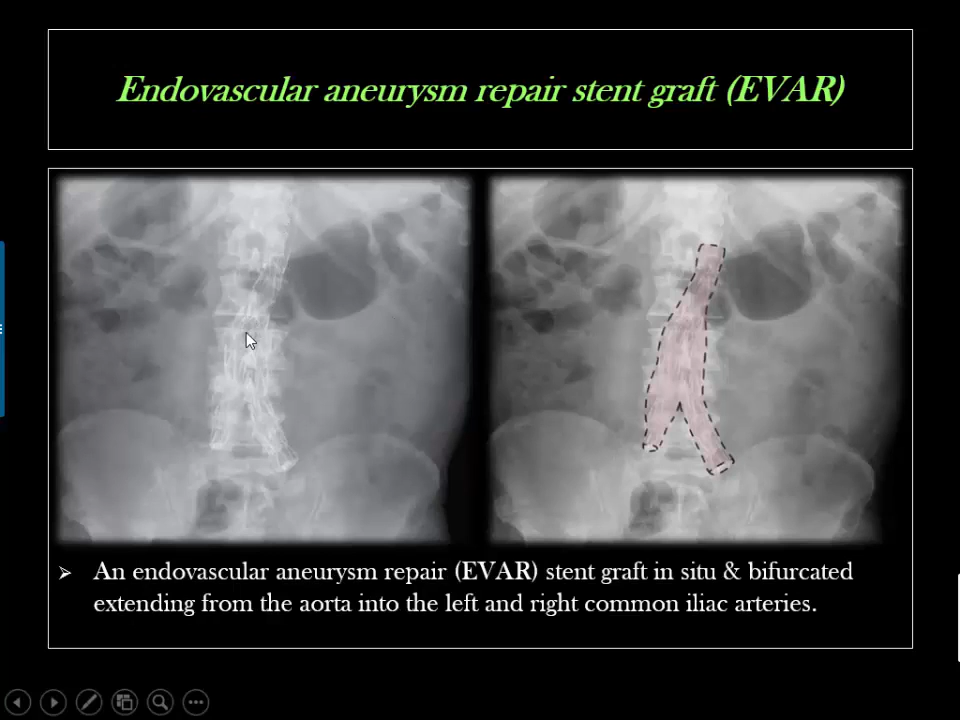 Endovascular aneurysm repair stent graft (EVAR)
An endovascular aneurysm repair (EVAR) stent graft in situ & bifurcated
extending from the aorta into the left and right common iliac arteries.